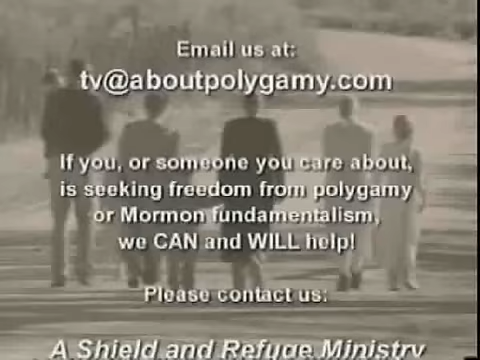 Email us at:
tv@aboutpolygamy.com
If you, or someone you care about,
is seeking freedom from polygamy
or Mormon fundamentalism,
we CAN and WILL help!
Please contact us:
A Shield and Refuge Ministry